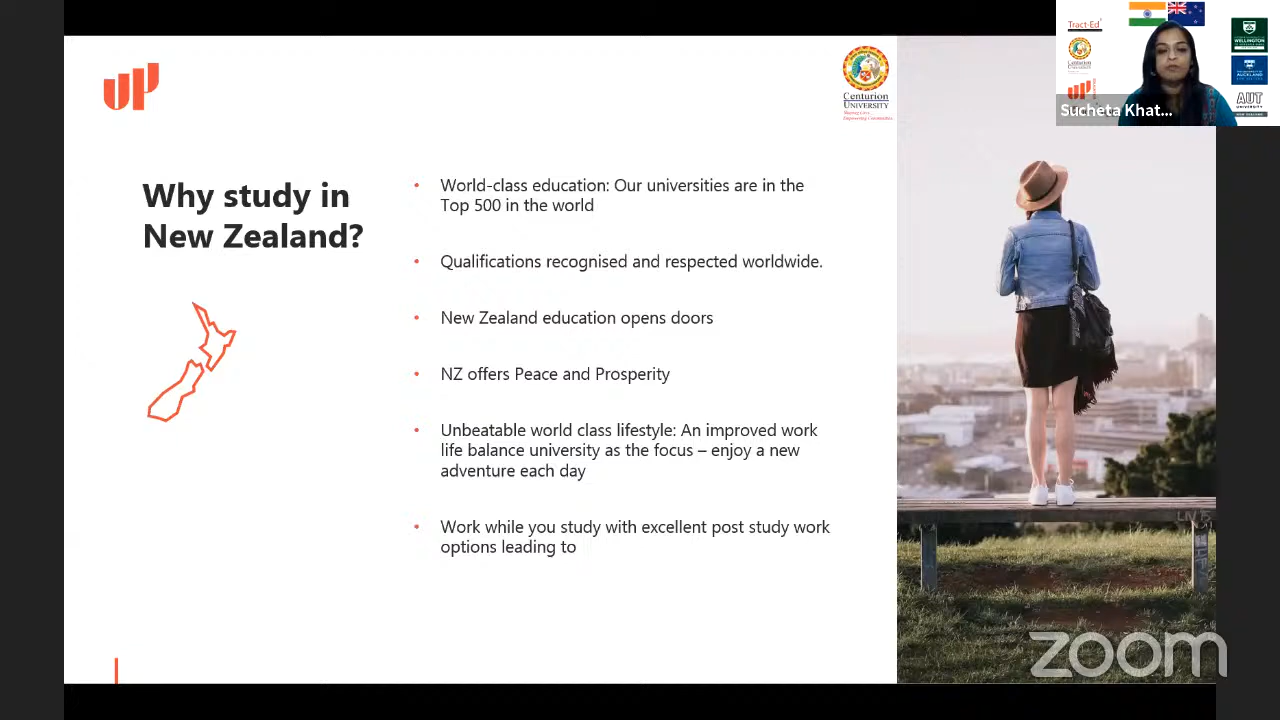 UP
Centurion
UNIVERSITY
Shaping Lives...
Empowering Communities...
Tract-Ed
Centurion
UNIVERSITY
WELLINGTON
AUCKLAND
AUT
UNIVERSITY
Sucheta Khat...
Why study in
New Zealand?
• World-class education: Our universities are in the
Top 500 in the world
• Qualifications recognised and respected worldwide.
• New Zealand education opens doors
• NZ offers Peace and Prosperity
• Unbeatable world class lifestyle: An improved work
life balance university as the focus – enjoy a new
adventure each day
• Work while you study with excellent post study work
options leading to
zoom